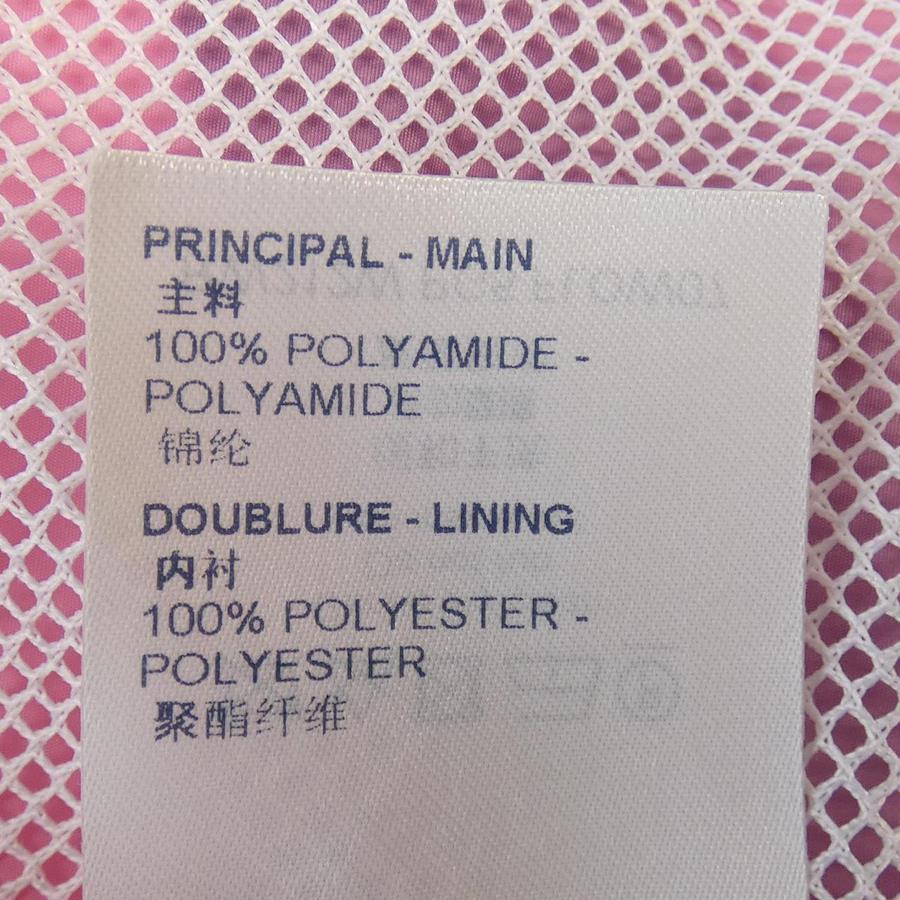 PRINCIPAL - MAIN
主料
100% POLYAMIDE -
POLYAMIDE
锦纶
DOUBLURE - LINING
内衬
100% POLYESTER -
POLYESTER
聚酯纤维